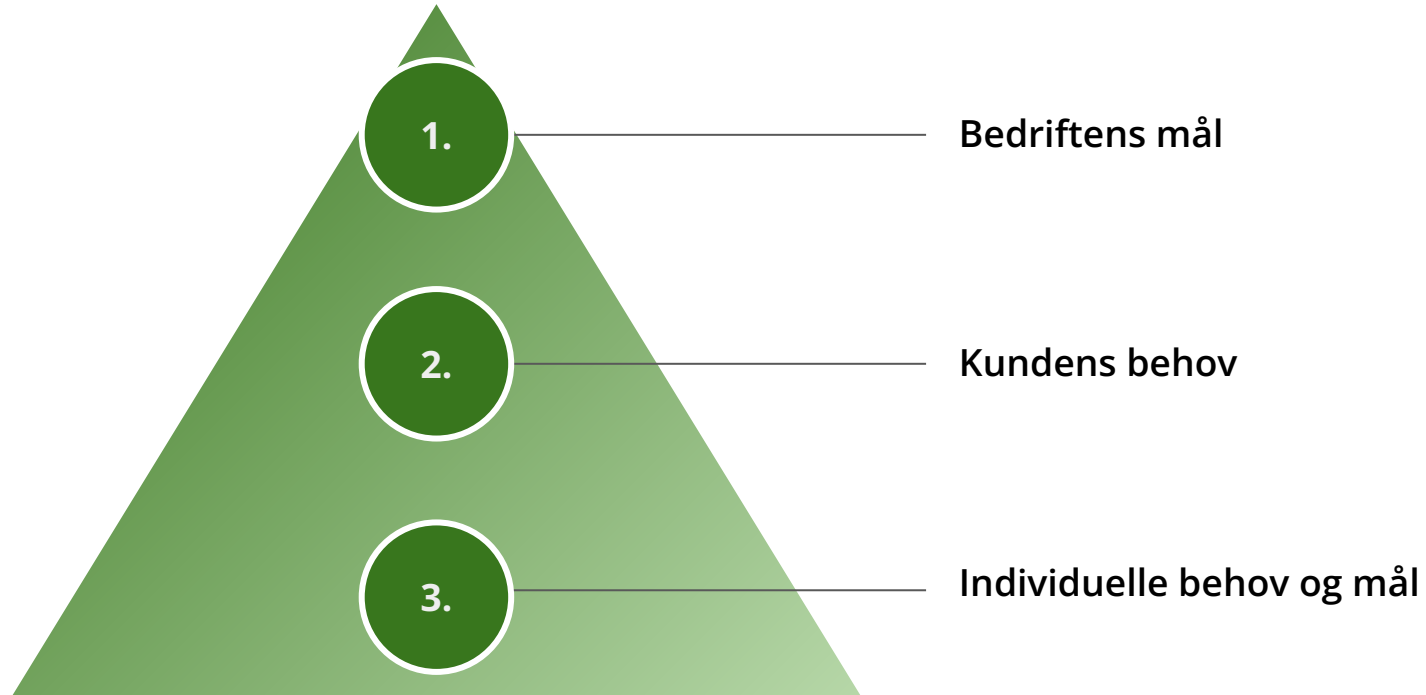 1.
Bedriftens mål
2.
Kundens behov
3.
Individuelle behov og mål